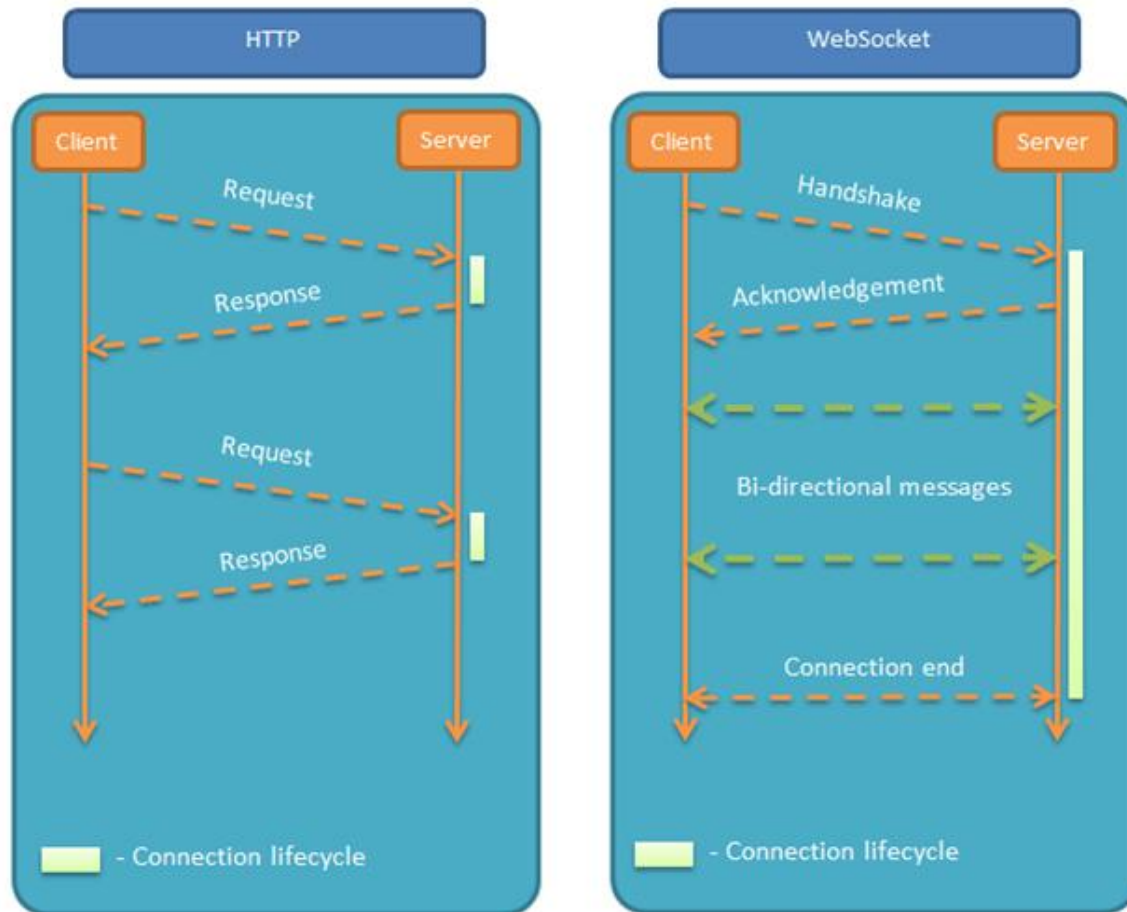 HTTP
Client
Server
Request
Response
Request
Response
- Connection lifecycle
WebSocket
Client
Server
Handshake
Acknowledgement
Bi-directional messages
Connection end
- Connection lifecycle